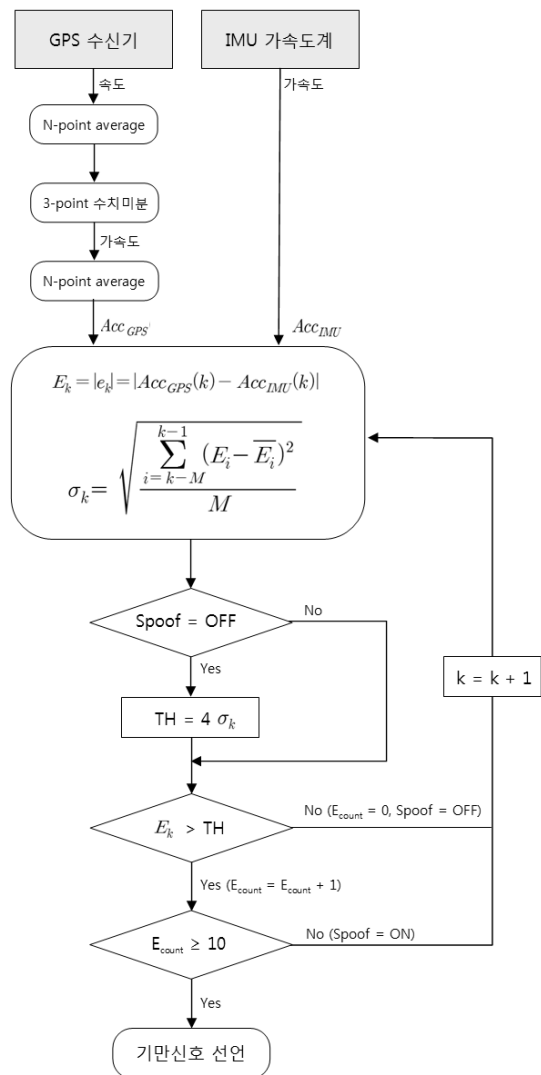 GPS 수신기
IMU 가속도계
속도
가속도
N-point average
3-point 수치미분
가속도
N-point average
Acc_GPS
Acc_IMU
E_k = |e_k| = |Acc_GPS(k) − Acc_IMU(k)|
σ_k = √(∑_{i=k−M}^{k−1} (E_i − \overline{E_i})² / M)
Spoof = OFF
No
Yes
k = k + 1
TH = 4 σ_k
E_k > TH
No (E_count = 0, Spoof = OFF)
Yes (E_count = E_count + 1)
E_count ≥ 10
No (Spoof = ON)
Yes
기만신호 선언